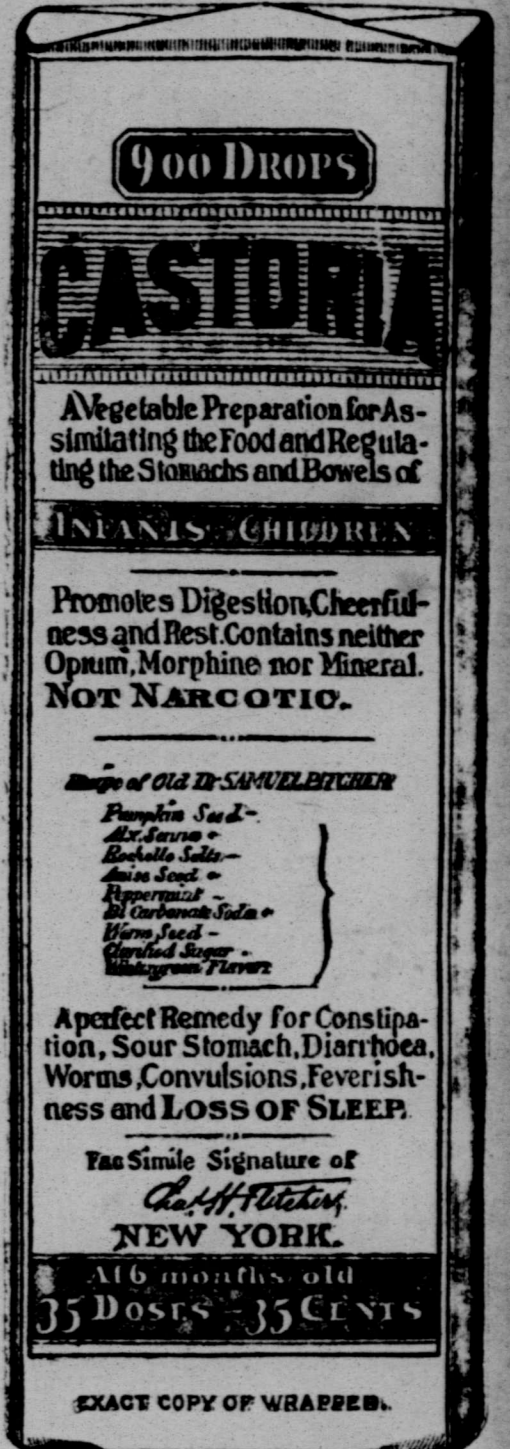 900 DROPS
CASTORIA
AVegetable Preparation for As-
similating the Food and Regula-
ting the Stomachs and Bowels of
INFANTS CHILDREN
Promotes Digestion, Cheerful-
ness and Rest. Contains neither
Opium, Morphine nor Mineral.
NOT NARCOTIC.
of Old Dr SAMUEL PITCHER
Pumpkin Seed -
Alx. Senna +
Rochelle Salts -
Anise Seed +
Peppermint -
Bi Carbonate Soda +
Worm Seed -
Clarified Sugar .
Wintergreen Flavor.
A perfect Remedy for Constipa-
tion, Sour Stomach, Diarrhoea,
Worms, Convulsions, Feverish-
ness and LOSS OF SLEEP.
Fac Simile Signature of
Chas. H. Fletcher.
NEW YORK.
At 6 months old
35 DOSES - 35 CENTS
EXACT COPY OF WRAPPER.